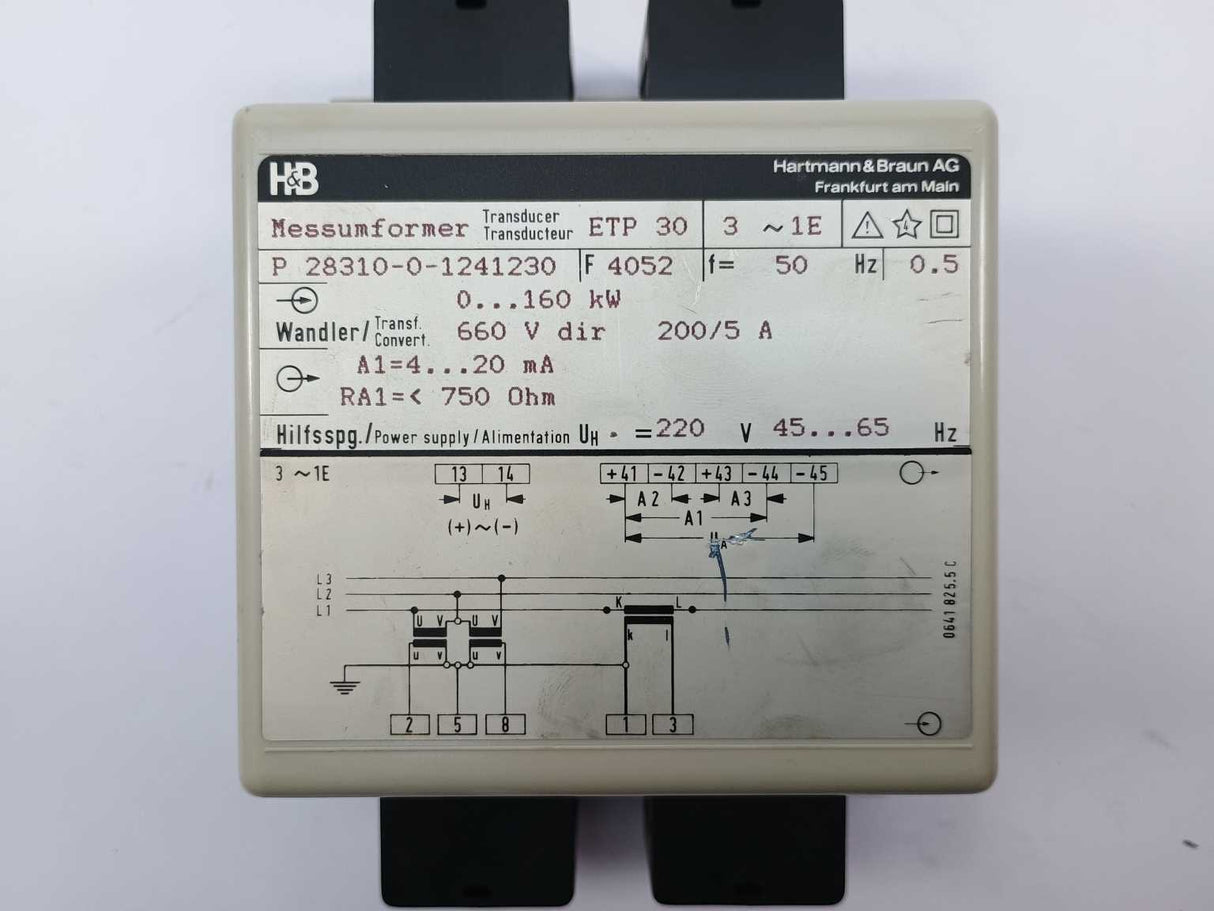 H&B
Hartmann & Braun AG
Frankfurt am Main
Messumformer Transducer Transducteur ETP 30 3 ~1E
P 28310-0-1241230 F 4052 f= 50 Hz 0.5
0...160 kW
Wandler/ Transf. Convert. 660 V dir 200/5 A
A1=4...20 mA
RA1=< 750 Ohm
Hilfsspg./Power supply/Alimentation UH = 220 V 45...65 Hz
3 ~1E 13 14 +41 -42 +43 -44 -45
UH A2 A3
(+)~(-) A1
UA
L3
L2
L1
K L
U V U V
k l
u v u v
2 5 8 1 3
0641 825.5 C